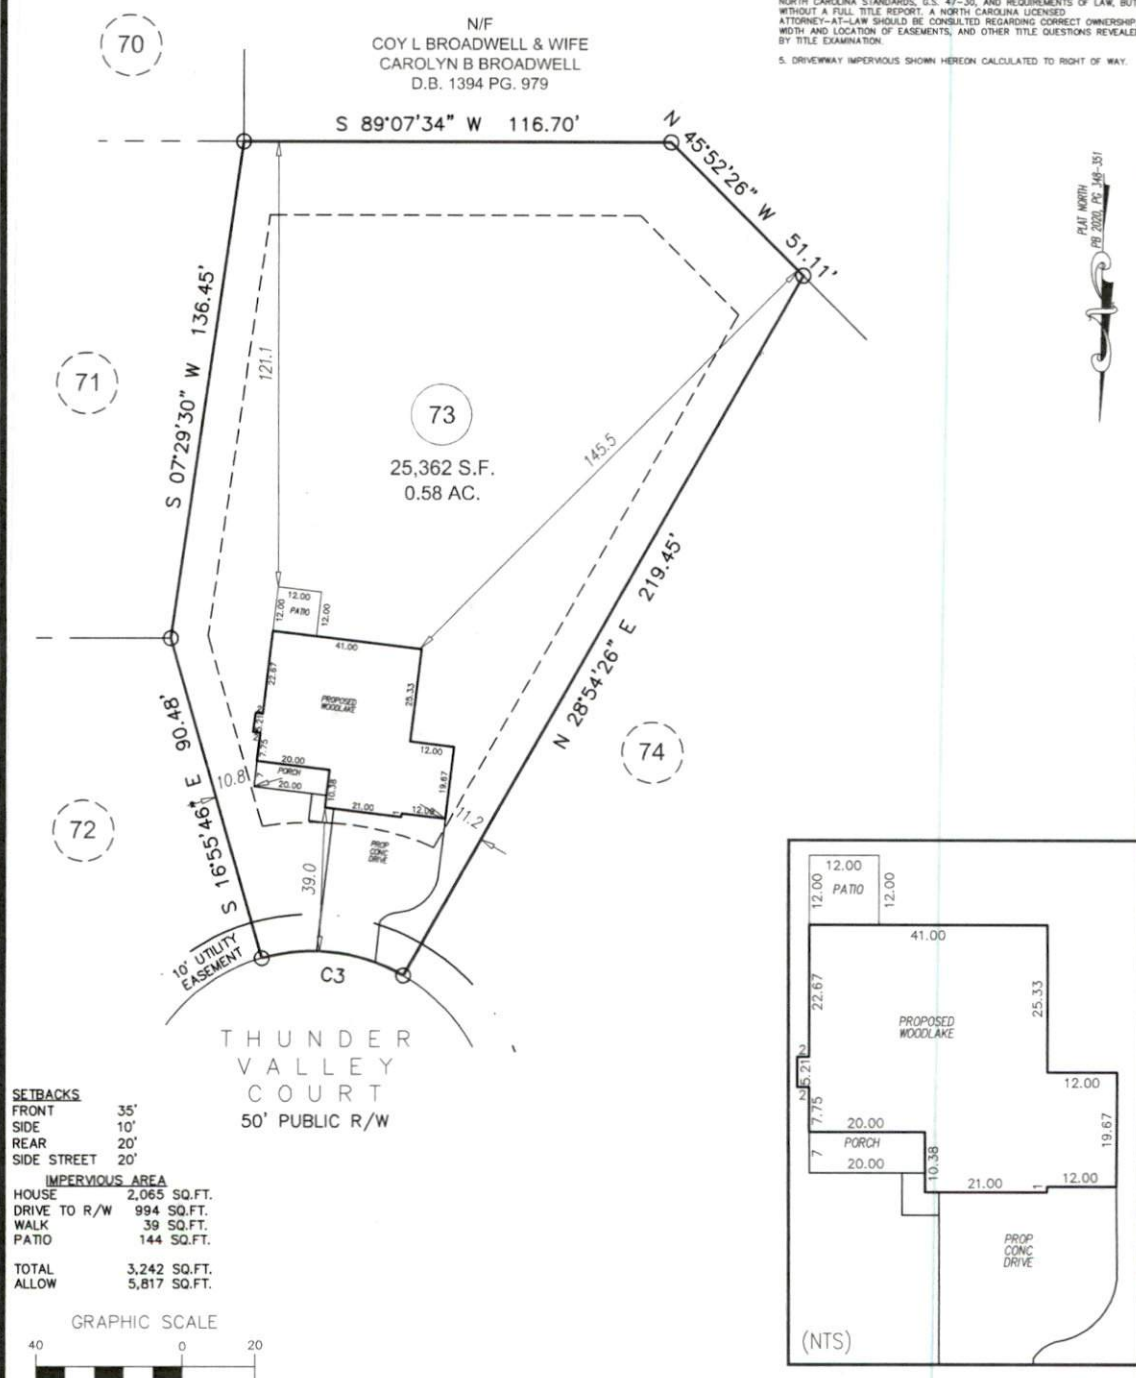 NORTH CAROLINA STANDARDS, G.S. 47-30, AND REQUIREMENTS OF LAW, BUT
WITHOUT A FULL TITLE REPORT. A NORTH CAROLINA LICENSED
ATTORNEY-AT-LAW SHOULD BE CONSULTED REGARDING CORRECT OWNERSHIP
WIDTH AND LOCATION OF EASEMENTS, AND OTHER TITLE QUESTIONS REVEALED
BY TITLE EXAMINATION.
5. DRIVEWWAY IMPERVIOUS SHOWN HEREON CALCULATED TO RIGHT OF WAY.
70
N/F
COY L BROADWELL & WIFE
CAROLYN B BROADWELL
D.B. 1394 PG. 979
S 89°07'34" W 116.70'
N 45°52'26" W 51.11'
PLAT NORTH
PB 2020, PG 348-351
S 07°29'30" W 136.45'
121.1
71
73
25,362 S.F.
0.58 AC.
145.5
N 28°54'26" E 219.45'
12.00
12.00
PATIO
12.00
41.00
22.67
25.33
PROPOSED
WOODLAKE
2
5.21
2
7.75
12.00
20.00
PORCH
7
20.00
10.38
19.67
21.00
1
12.00
S 16°55'46" E 90.48'
10.8
11.2
74
72
PROP
CONC
DRIVE
39.0
10' UTILITY
EASEMENT
C3
THUNDER
VALLEY
COURT
50' PUBLIC R/W
SETBACKS
FRONT 35'
SIDE 10'
REAR 20'
SIDE STREET 20'
IMPERVIOUS AREA
HOUSE 2,065 SQ.FT.
DRIVE TO R/W 994 SQ.FT.
WALK 39 SQ.FT.
PATIO 144 SQ.FT.
TOTAL 3,242 SQ.FT.
ALLOW 5,817 SQ.FT.
GRAPHIC SCALE
40 0 20
12.00
12.00
PATIO
12.00
41.00
22.67
25.33
PROPOSED
WOODLAKE
2
5.21
2
12.00
7.75
20.00
PORCH
7
20.00
10.38
19.67
21.00
1
12.00
PROP
CONC
DRIVE
(NTS)